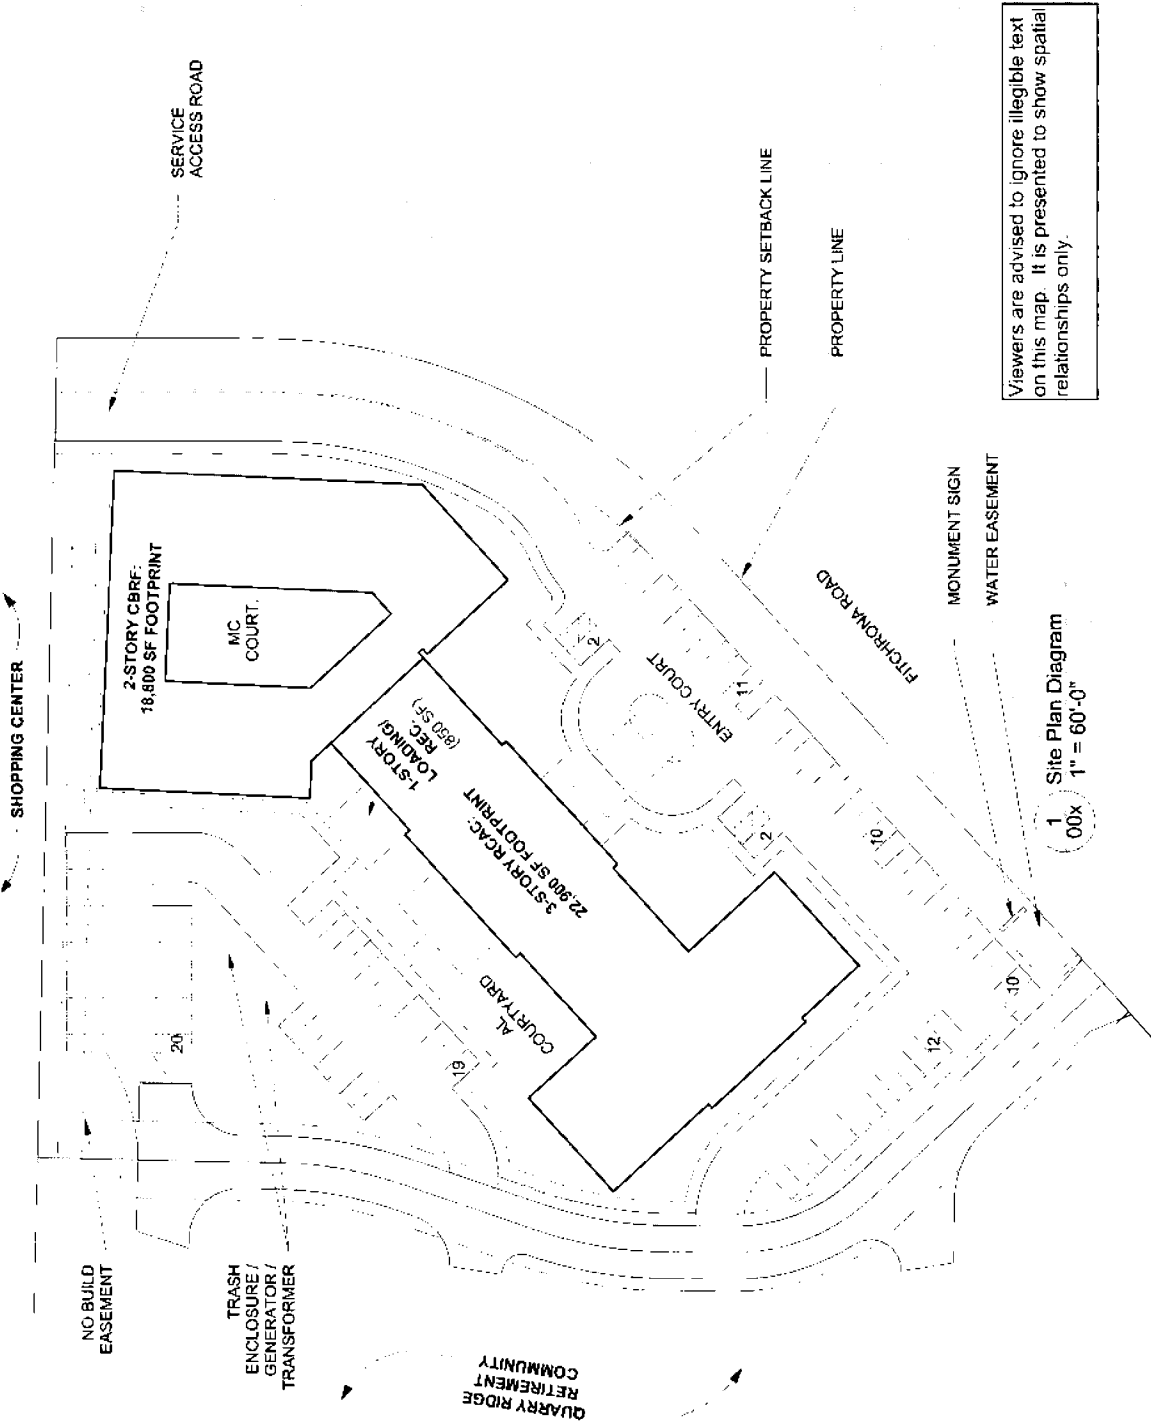 SHOPPING CENTER
SERVICE
ACCESS ROAD
2-STORY CBRF:
18,800 SF FOOTPRINT
MC
COURT.
1-STORY
LOADING/
REC.
(850 SF)
3-STORY RCAC:
22,900 SF FOOTPRINT
AL
COURTYARD
ENTRY COURT
2
11
2
10
10
12
19
20
PROPERTY SETBACK LINE
PROPERTY LINE
FITCHRONA ROAD
MONUMENT SIGN
WATER EASEMENT
NO BUILD
EASEMENT
TRASH
ENCLOSURE /
GENERATOR /
TRANSFORMER
QUARRY RIDGE
RETIREMENT
COMMUNITY
1
00x
Site Plan Diagram
1" = 60'-0"
Viewers are advised to ignore illegible text
on this map. It is presented to show spatial
relationships only.